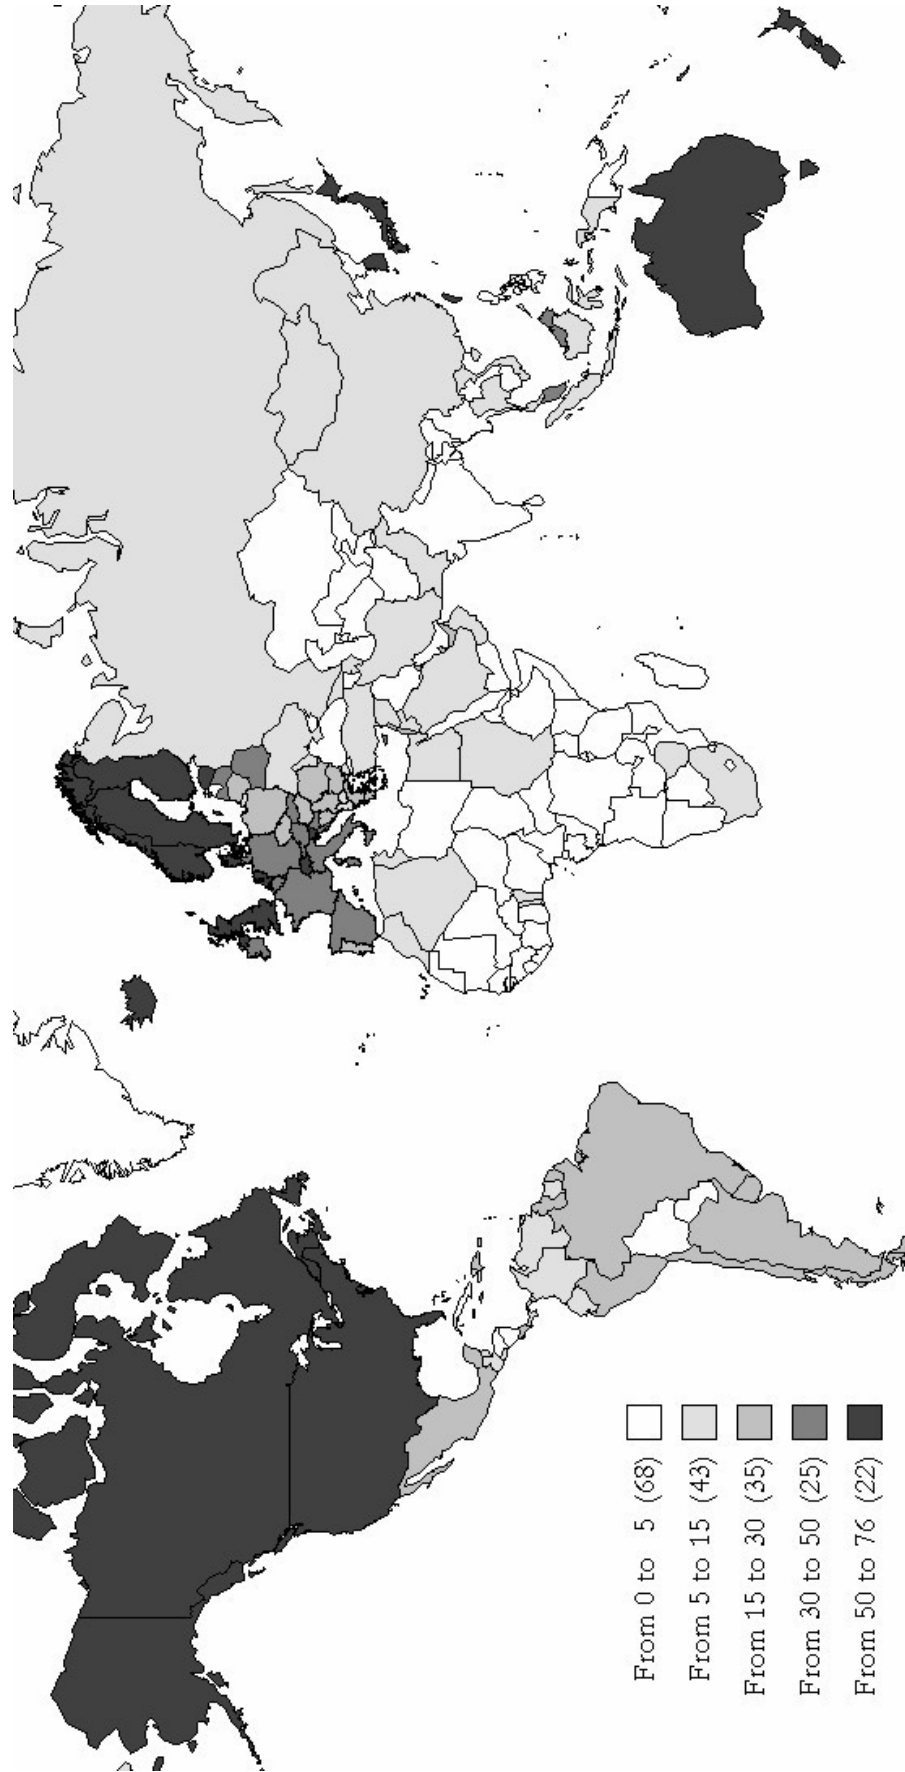 From 0 to 5 (68)
From 5 to 15 (43)
From 15 to 30 (35)
From 30 to 50 (25)
From 50 to 76 (22)